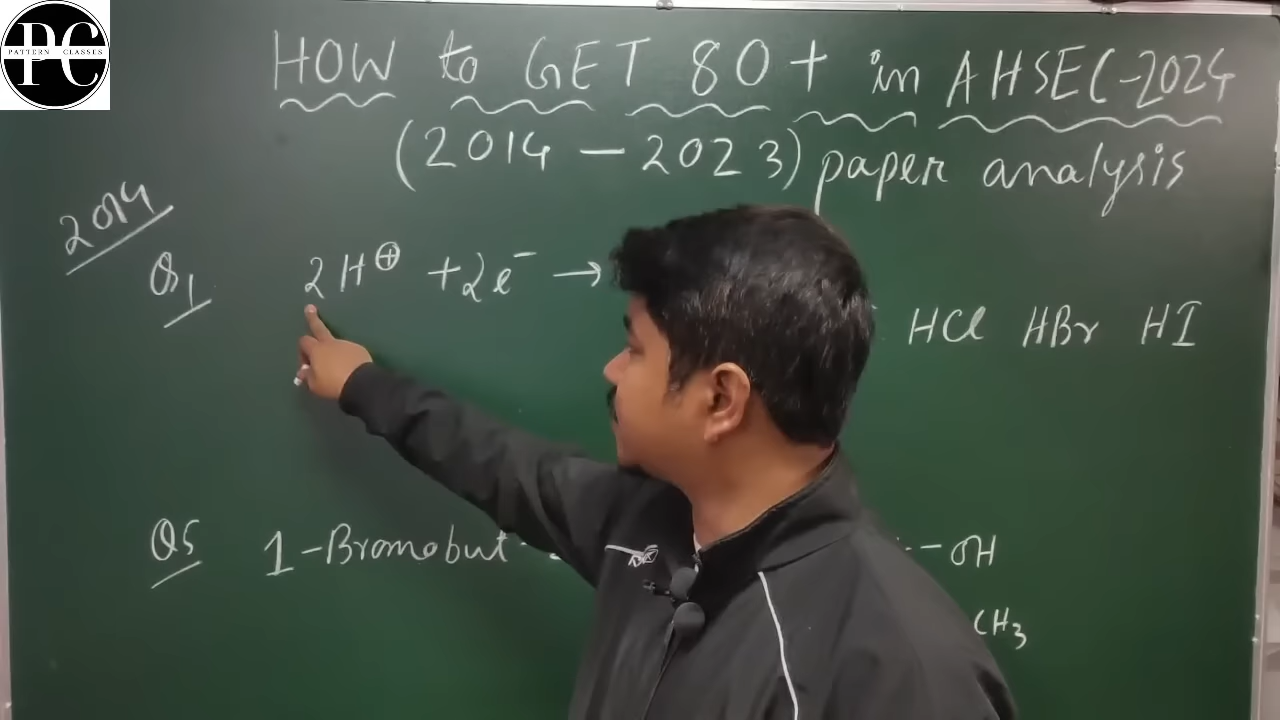 PC
PATTERN CLASSES
HOW to GET 80+ in AHSEC-2024
(2014 — 2023) paper analysis
2014
Q1 2H⊕ + 2e⁻ →
HCl HBr HI
Q5 1-Bromobut
-OH
CH₃